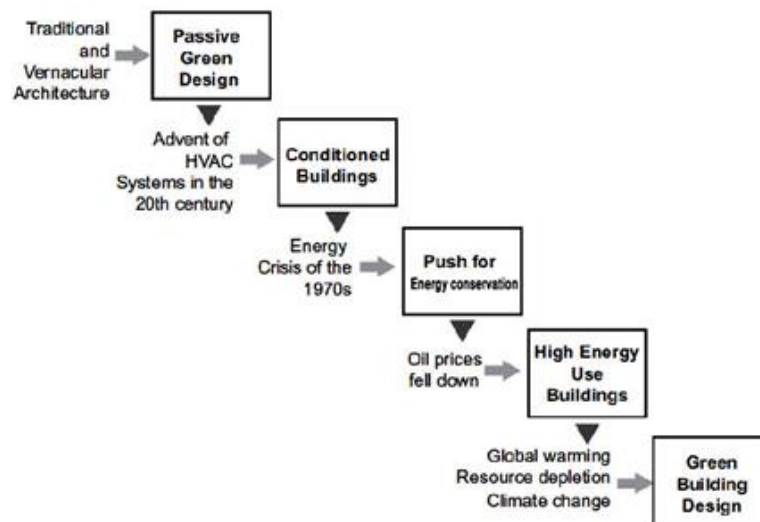 Traditional
and
Vernacular
Architecture
Passive
Green
Design
Advent of
HVAC
Systems in the
20th century
Conditioned
Buildings
Energy
Crisis of the
1970s
Push for
Energy conservation
Oil prices
fell down
High Energy
Use
Buildings
Global warming
Resource depletion
Climate change
Green
Building
Design